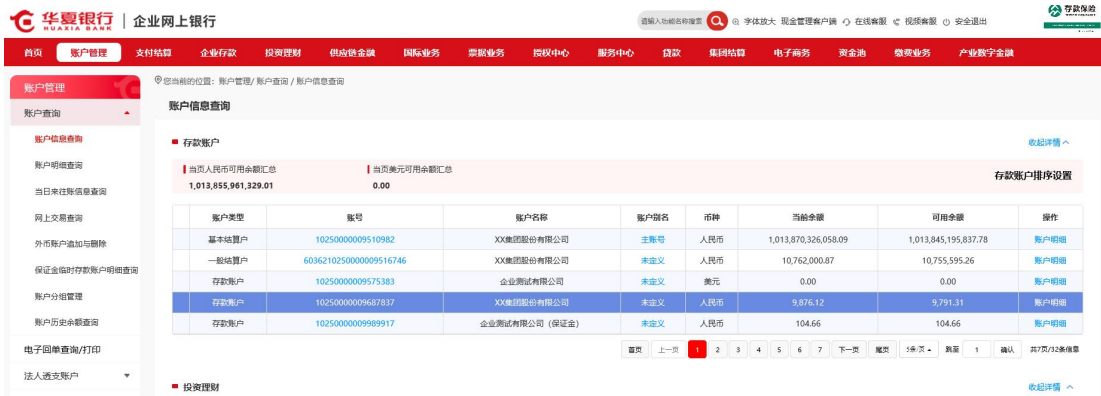 华夏银行 企业网上银行
HUAXIA BANK
请输入功能名称搜索 字体放大 现金管理客户端 在线客服 视频客服 安全退出
存款保险
首页 账户管理 支付结算 企业存款 投资理财 供应链金融 国际业务 票据业务 授权中心 服务中心 贷款 集团结算 电子商务 资金池 缴费业务 产业数字金融
账户管理
账户查询
账户信息查询
账户明细查询
当日来往账信息查询
网上交易查询
外币账户追加与删除
保证金临时存款账户明细查询
账户分组管理
账户历史余额查询
电子回单查询/打印
法人透支账户
您当前的位置：账户管理/ 账户查询 / 账户信息查询
账户信息查询
存款账户 收起详情
当页人民币可用余额汇总 当页美元可用余额汇总
1,013,855,961,329.01 0.00
存款账户排序设置
账户类型 账号 账户名称 账户别名 币种 当前余额 可用余额 操作
基本结算户 10250000009510982 XX集团股份有限公司 主账号 人民币 1,013,870,326,058.09 1,013,845,195,837.78 账户明细
一般结算户 6036210250000009516746 XX集团股份有限公司 未定义 人民币 10,762,000.87 10,755,595.26 账户明细
存款账户 10250000009575383 企业测试有限公司 未定义 美元 0.00 0.00 账户明细
存款账户 10250000009687837 XX集团股份有限公司 未定义 人民币 9,876.12 9,791.31 账户明细
存款账户 10250000009989917 企业测试有限公司（保证金） 未定义 人民币 104.66 104.66 账户明细
首页 上一页 1 2 3 4 5 6 7 下一页 尾页 5条/页 跳至 1 确认 共7页/32条信息
投资理财 收起详情